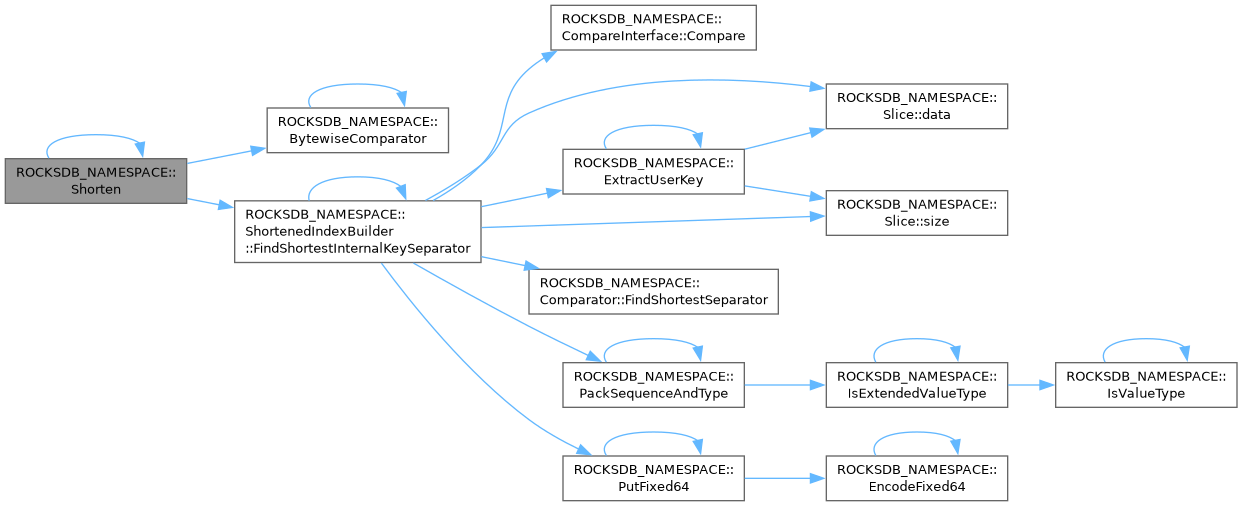 ROCKSDB_NAMESPACE::
Shorten
ROCKSDB_NAMESPACE::
BytewiseComparator
ROCKSDB_NAMESPACE::
ShortenedIndexBuilder
::FindShortestInternalKeySeparator
ROCKSDB_NAMESPACE::
CompareInterface::Compare
ROCKSDB_NAMESPACE::
Slice::data
ROCKSDB_NAMESPACE::
ExtractUserKey
ROCKSDB_NAMESPACE::
Slice::size
ROCKSDB_NAMESPACE::
Comparator::FindShortestSeparator
ROCKSDB_NAMESPACE::
PackSequenceAndType
ROCKSDB_NAMESPACE::
IsExtendedValueType
ROCKSDB_NAMESPACE::
IsValueType
ROCKSDB_NAMESPACE::
PutFixed64
ROCKSDB_NAMESPACE::
EncodeFixed64